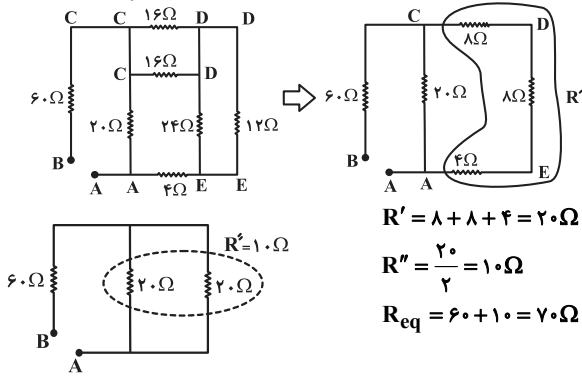 C C ۱۶Ω D D
C ۱۶Ω D
۶۰Ω ۲۰Ω ۲۴Ω ۱۲Ω
B
A A ۴Ω E E
C ۸Ω D
۶۰Ω ۲۰Ω ۸Ω R'
B
A A ۴Ω E
R' = ۸ + ۸ + ۴ = ۲۰Ω
R'' = ۲۰/۲ = ۱۰Ω
R_eq = ۶۰ + ۱۰ = ۷۰Ω
R'' = ۱۰Ω
۶۰Ω ۲۰Ω ۲۰Ω
B
A